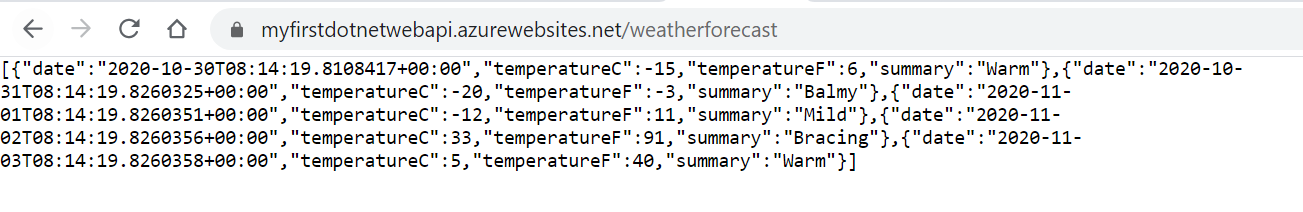 myfirstdotnetwebapi.azurewebsites.net/weatherforecast
[{"date":"2020-10-30T08:14:19.8108417+00:00","temperatureC":-15,"temperatureF":6,"summary":"Warm"},{"date":"2020-10-
31T08:14:19.8260325+00:00","temperatureC":-20,"temperatureF":-3,"summary":"Balmy"},{"date":"2020-11-
01T08:14:19.8260351+00:00","temperatureC":-12,"temperatureF":11,"summary":"Mild"},{"date":"2020-11-
02T08:14:19.8260356+00:00","temperatureC":33,"temperatureF":91,"summary":"Bracing"},{"date":"2020-11-
03T08:14:19.8260358+00:00","temperatureC":5,"temperatureF":40,"summary":"Warm"}]